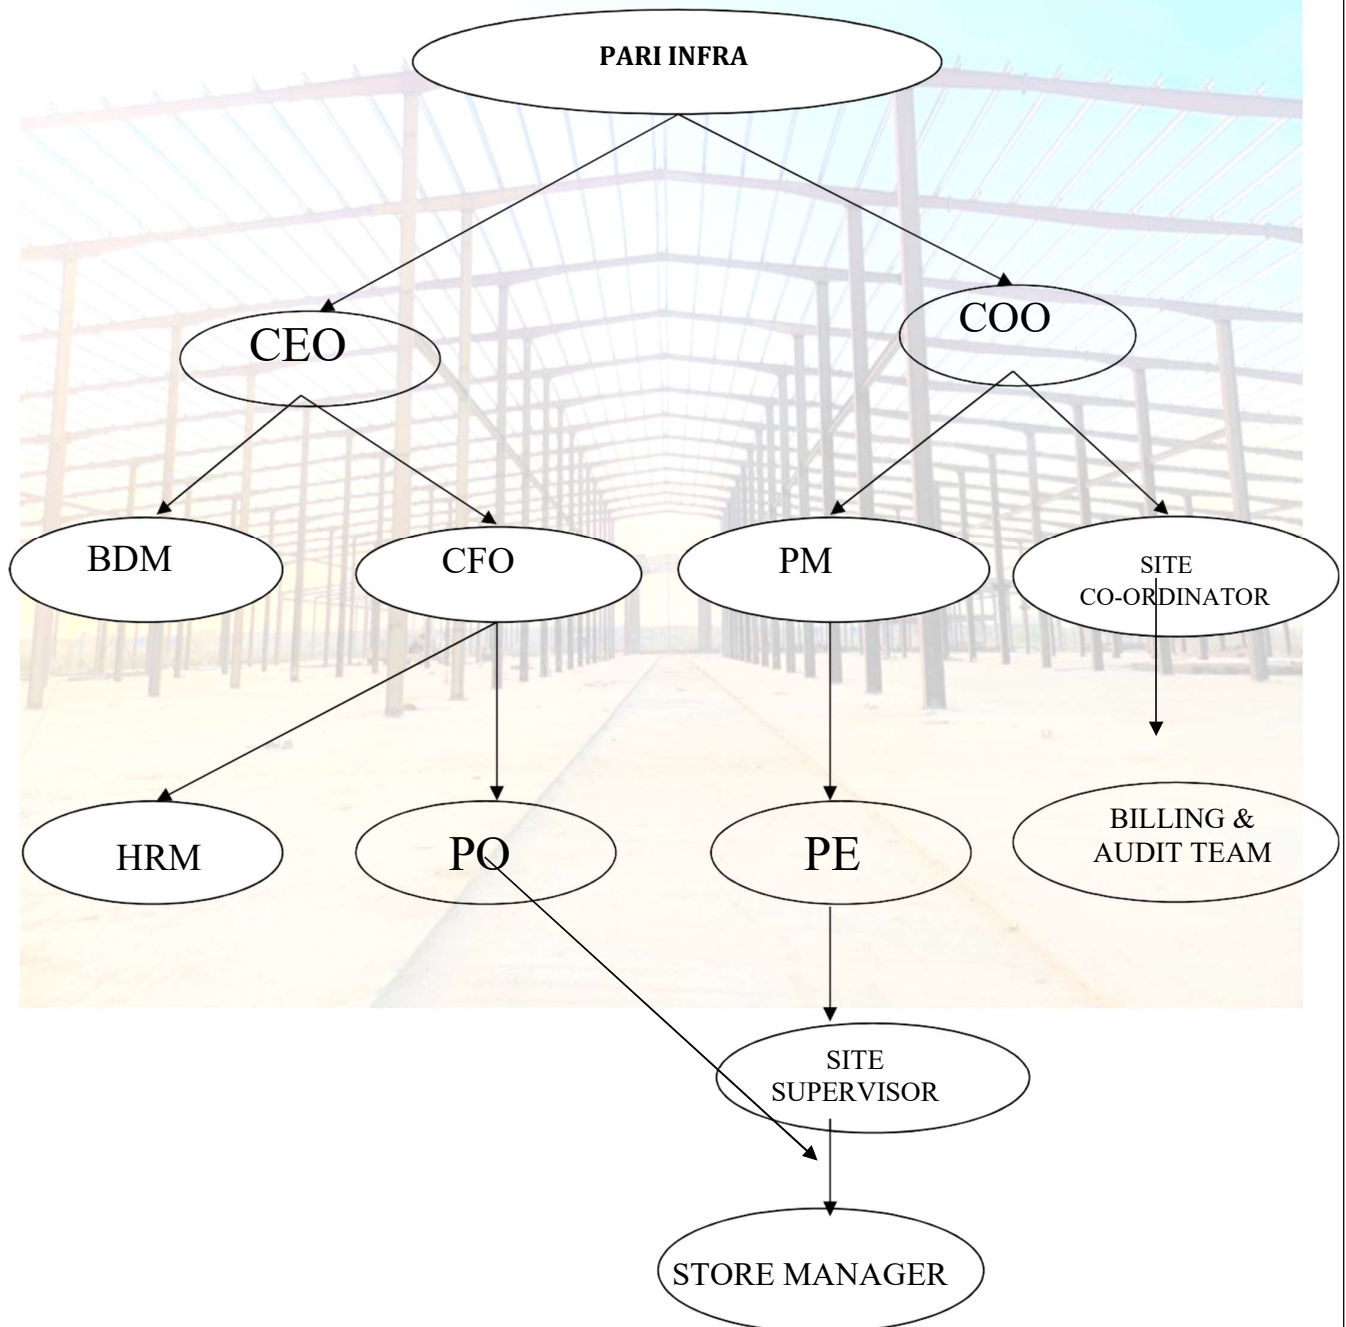 PARI INFRA
CEO
COO
BDM
CFO
PM
SITE
CO-ORDINATOR
HRM
PO
PE
BILLING &
AUDIT TEAM
SITE
SUPERVISOR
STORE MANAGER